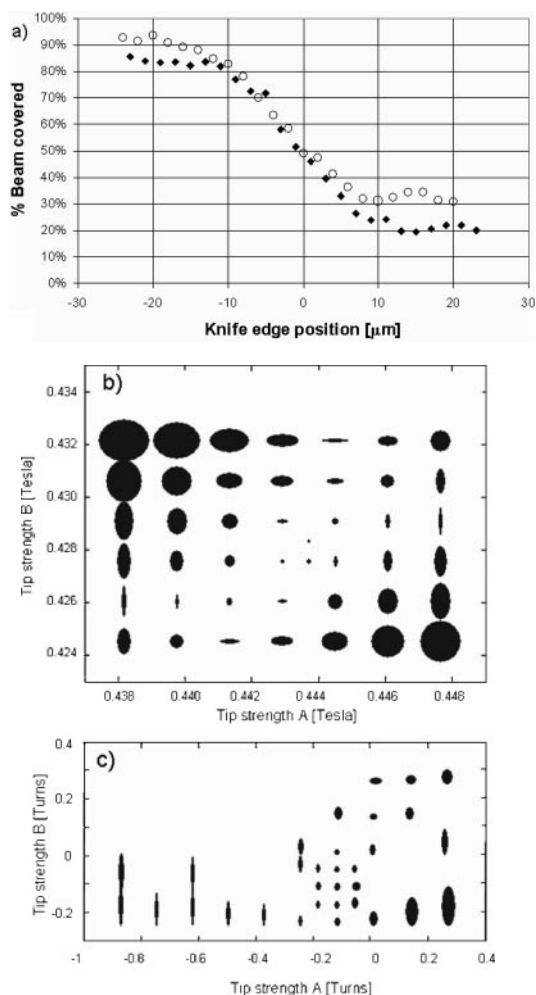 a)
% Beam covered
100%
90%
80%
70%
60%
50%
40%
30%
20%
10%
0%
-30 -20 -10 0 10 20 30
Knife edge position [μm]
b)
Tip strength B [Tesla]
0.434
0.432
0.430
0.428
0.426
0.424
0.438 0.440 0.442 0.444 0.446 0.448
Tip strength A [Tesla]
c)
Tip strength B [Turns]
0.4
0.2
0
-0.2
-1 -0.8 -0.6 -0.4 -0.2 0 0.2 0.4
Tip strength A [Turns]